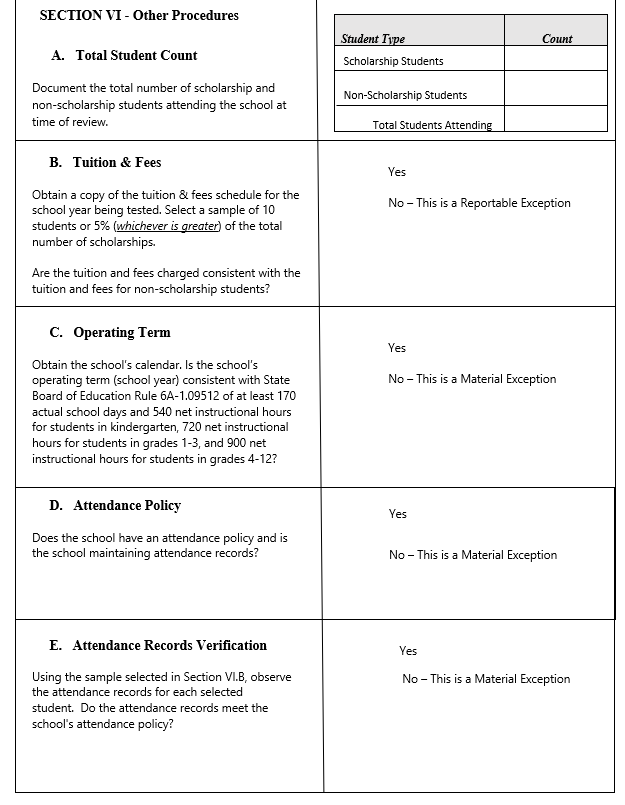 SECTION VI - Other Procedures
A. Total Student Count
Document the total number of scholarship and
non-scholarship students attending the school at
time of review.
Student Type Count
Scholarship Students
Non-Scholarship Students
Total Students Attending
B. Tuition & Fees
Obtain a copy of the tuition & fees schedule for the
school year being tested. Select a sample of 10
students or 5% (whichever is greater) of the total
number of scholarships.
Are the tuition and fees charged consistent with the
tuition and fees for non-scholarship students?
Yes
No – This is a Reportable Exception
C. Operating Term
Obtain the school's calendar. Is the school's
operating term (school year) consistent with State
Board of Education Rule 6A-1.09512 of at least 170
actual school days and 540 net instructional hours
for students in kindergarten, 720 net instructional
hours for students in grades 1-3, and 900 net
instructional hours for students in grades 4-12?
Yes
No – This is a Material Exception
D. Attendance Policy
Does the school have an attendance policy and is
the school maintaining attendance records?
Yes
No – This is a Material Exception
E. Attendance Records Verification
Using the sample selected in Section VI.B, observe
the attendance records for each selected
student. Do the attendance records meet the
school's attendance policy?
Yes
No – This is a Material Exception